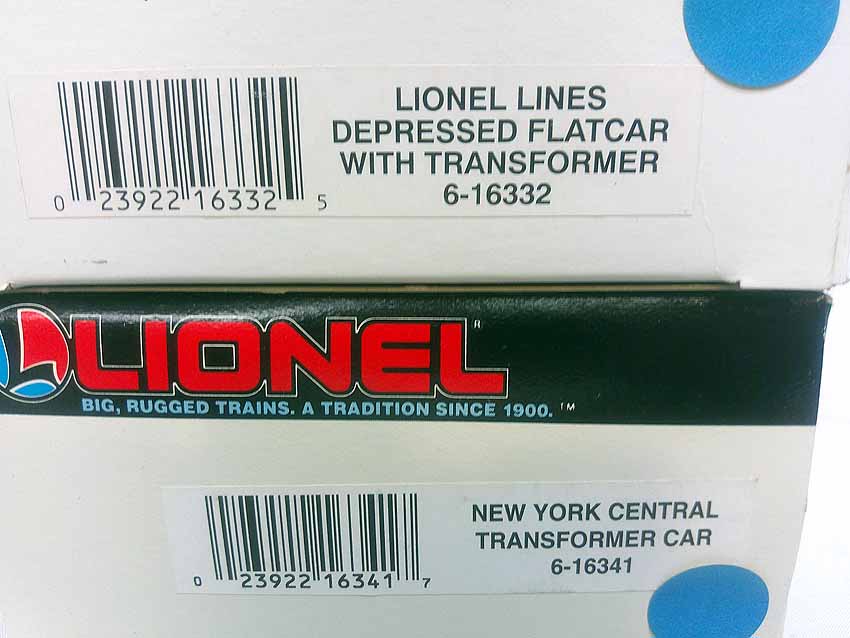 LIONEL LINES
DEPRESSED FLATCAR
WITH TRANSFORMER
6-16332
0 23922 16332 5
LIONEL ®
BIG, RUGGED TRAINS. A TRADITION SINCE 1900. ™
NEW YORK CENTRAL
TRANSFORMER CAR
6-16341
0 23922 16341 7